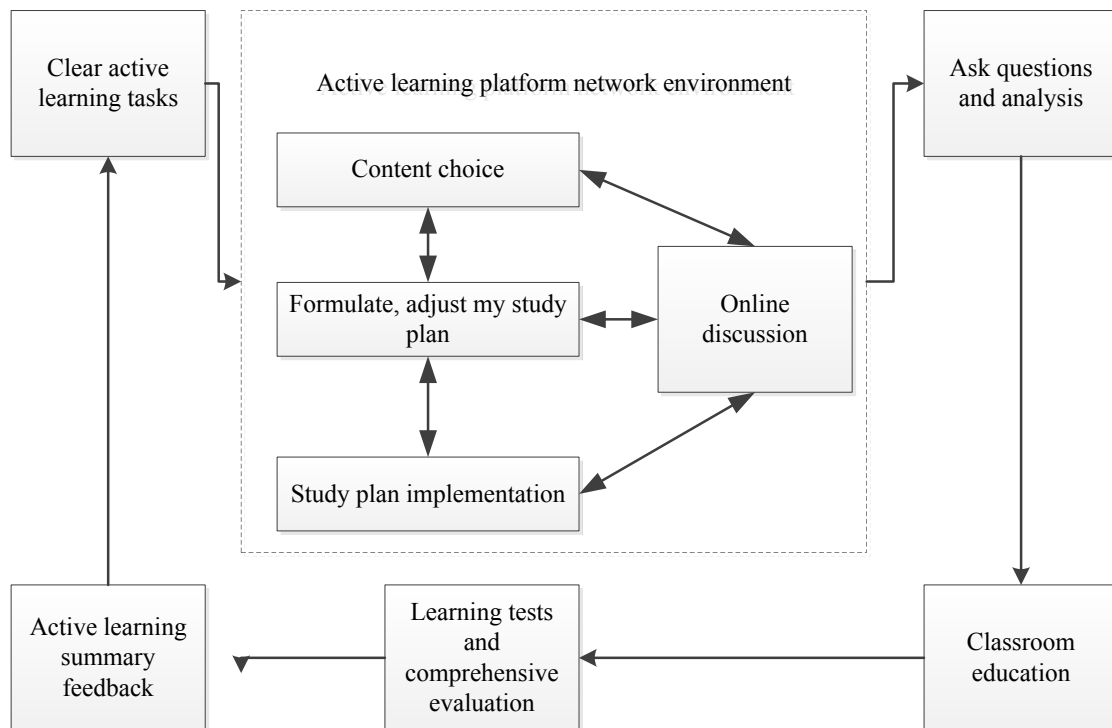 Clear active
learning tasks
Active learning platform network environment
Ask questions
and analysis
Content choice
Formulate, adjust my study
plan
Online
discussion
Study plan implementation
Active learning
summary
feedback
Learning tests
and
comprehensive
evaluation
Classroom
education